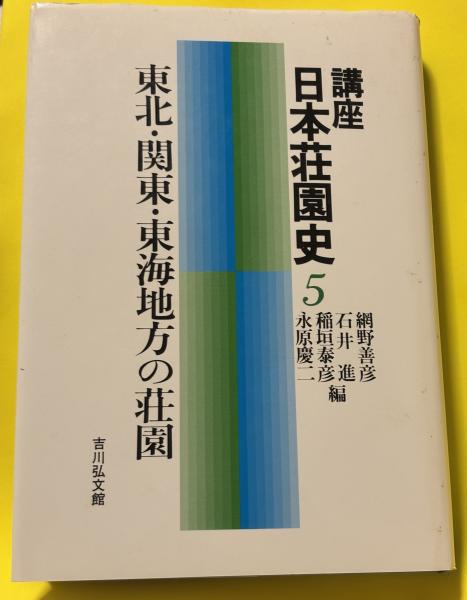 講座
日本荘園史
5
網野善彦
石井 進
稲垣泰彦
永原慶二
編
東北・関東・東海地方の荘園
吉川弘文館